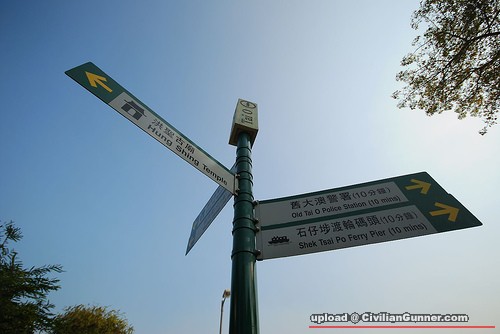 洪聖古廟
Hung Shing Temple
舊大澳警署(10分鐘)
Old Tai O Police Station (10 mins)
石仔埗渡輪碼頭(10分鐘)
Shek Tsai Po Ferry Pier (10 mins)
upload @ CivilianGunner.com